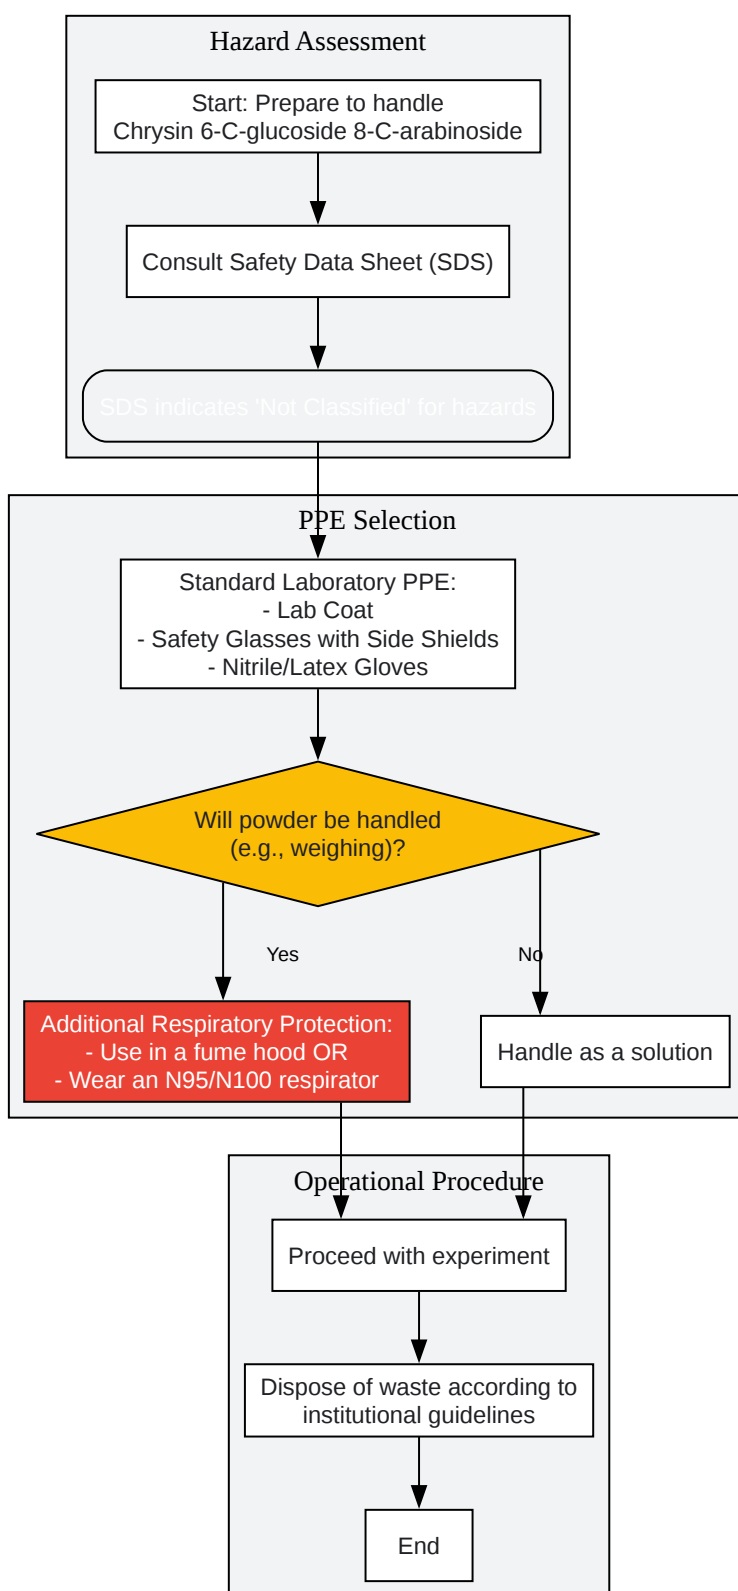 Hazard Assessment
Start: Prepare to handle
Chrysin 6-C-glucoside 8-C-arabinoside
Consult Safety Data Sheet (SDS)
SDS indicates 'Not Classified' for hazards
PPE Selection
Standard Laboratory PPE:
- Lab Coat
- Safety Glasses with Side Shields
- Nitrile/Latex Gloves
Will powder be handled
(e.g., weighing)?
Yes
No
Additional Respiratory Protection:
- Use in a fume hood OR
- Wear an N95/N100 respirator
Handle as a solution
Operational Procedure
Proceed with experiment
Dispose of waste according to
institutional guidelines
End